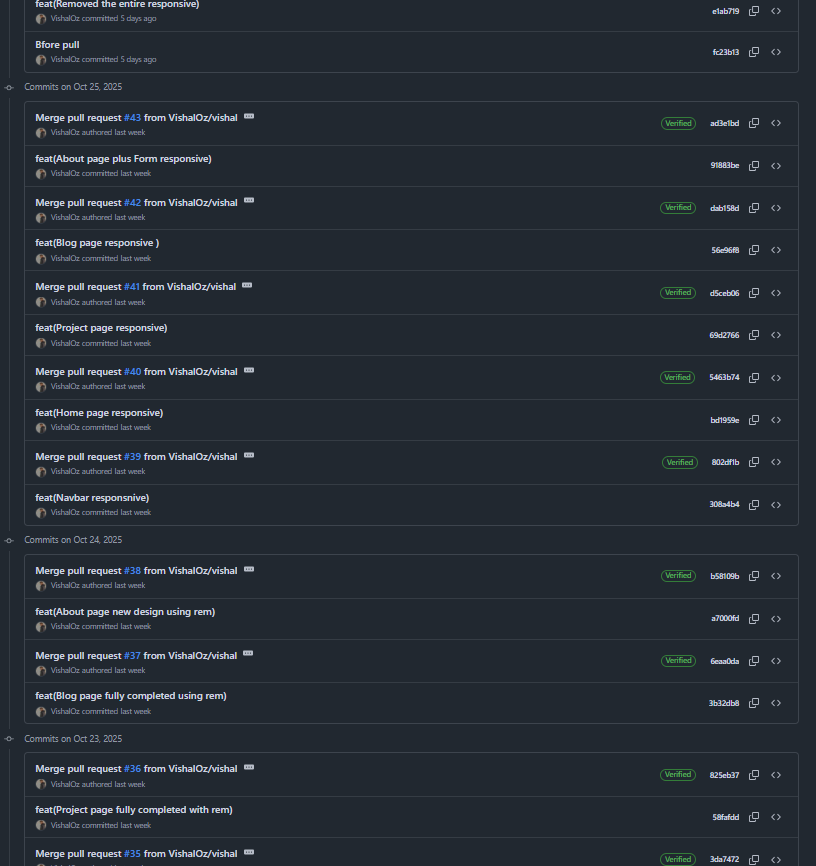 feat(Removed the entire responsive)
VishalOz committed 5 days ago
e1ab719
Bfore pull
VishalOz committed 5 days ago
fc23b13
Commits on Oct 25, 2025
Merge pull request #43 from VishalOz/vishal
VishalOz authored last week
Verified
ad3e1bd
feat(About page plus Form responsive)
VishalOz committed last week
91883be
Merge pull request #42 from VishalOz/vishal
VishalOz authored last week
Verified
dab158d
feat(Blog page responsive )
VishalOz committed last week
56e96f8
Merge pull request #41 from VishalOz/vishal
VishalOz authored last week
Verified
d5ceb06
feat(Project page responsive)
VishalOz committed last week
69d2766
Merge pull request #40 from VishalOz/vishal
VishalOz authored last week
Verified
5463b74
feat(Home page responsive)
VishalOz committed last week
bd1959e
Merge pull request #39 from VishalOz/vishal
VishalOz authored last week
Verified
802df1b
feat(Navbar responsnive)
VishalOz committed last week
308a4b4
Commits on Oct 24, 2025
Merge pull request #38 from VishalOz/vishal
VishalOz authored last week
Verified
b58109b
feat(About page new design using rem)
VishalOz committed last week
a7000fd
Merge pull request #37 from VishalOz/vishal
VishalOz authored last week
Verified
6eaa0da
feat(Blog page fully completed using rem)
VishalOz committed last week
3b32db8
Commits on Oct 23, 2025
Merge pull request #36 from VishalOz/vishal
VishalOz authored last week
Verified
825eb37
feat(Project page fully completed with rem)
VishalOz committed last week
58fafdd
Merge pull request #35 from VishalOz/vishal
Verified
3da7472